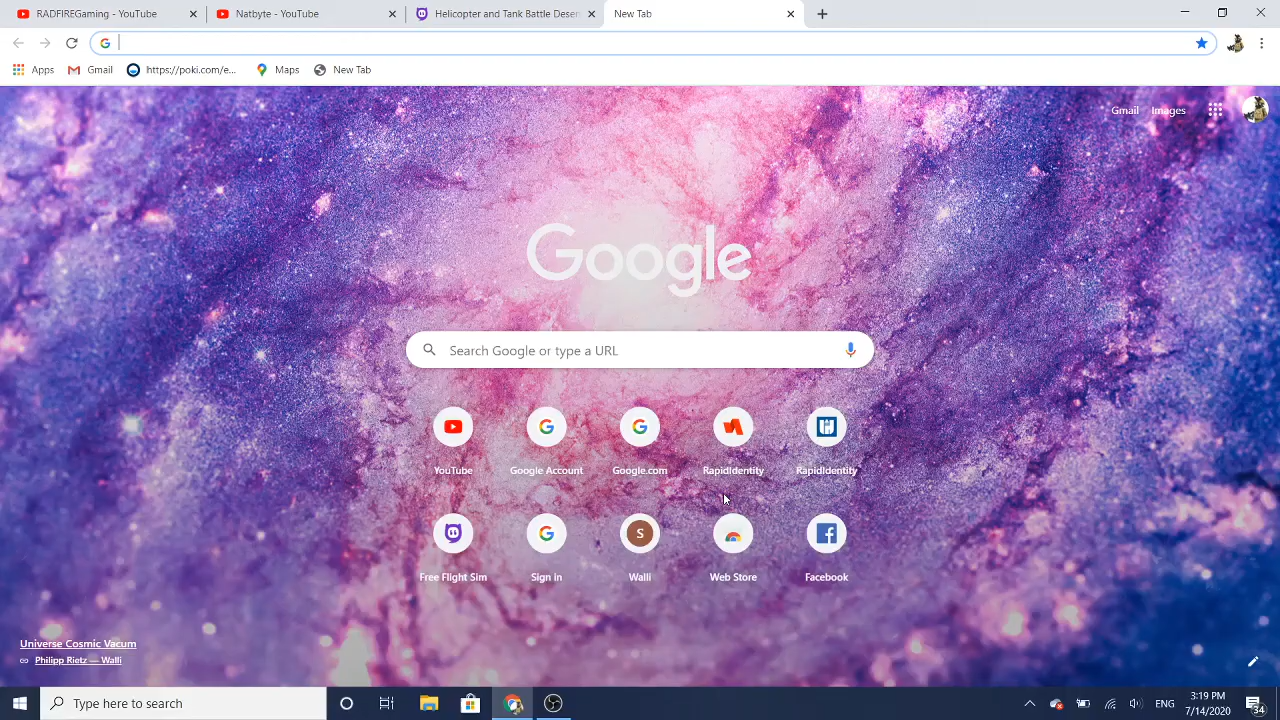 RADFIREGaming - YouTube
Natbyte - YouTube
Helicopter and Tank Battle Deser
New Tab
Apps
Gmail
https://poki.com/e...
Maps
New Tab
Gmail
Images
Google
Search Google or type a URL
YouTube
Google Account
Google.com
RapidIdentity
RapidIdentity
Free Flight Sim
Sign in
S
Walli
Web Store
Facebook
Universe Cosmic Vacum
Philipp Rietz — Walli
Type here to search
ENG
3:19 PM
7/14/2020
34